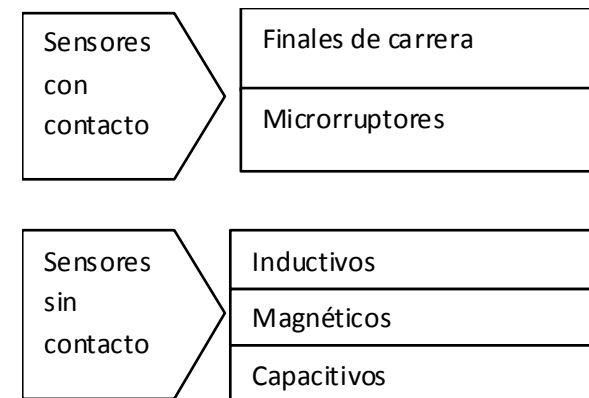 Sensores
con
contacto
Finales de carrera
Microrruptores
Sensores
sin
contacto
Inductivos
Magnéticos
Capacitivos